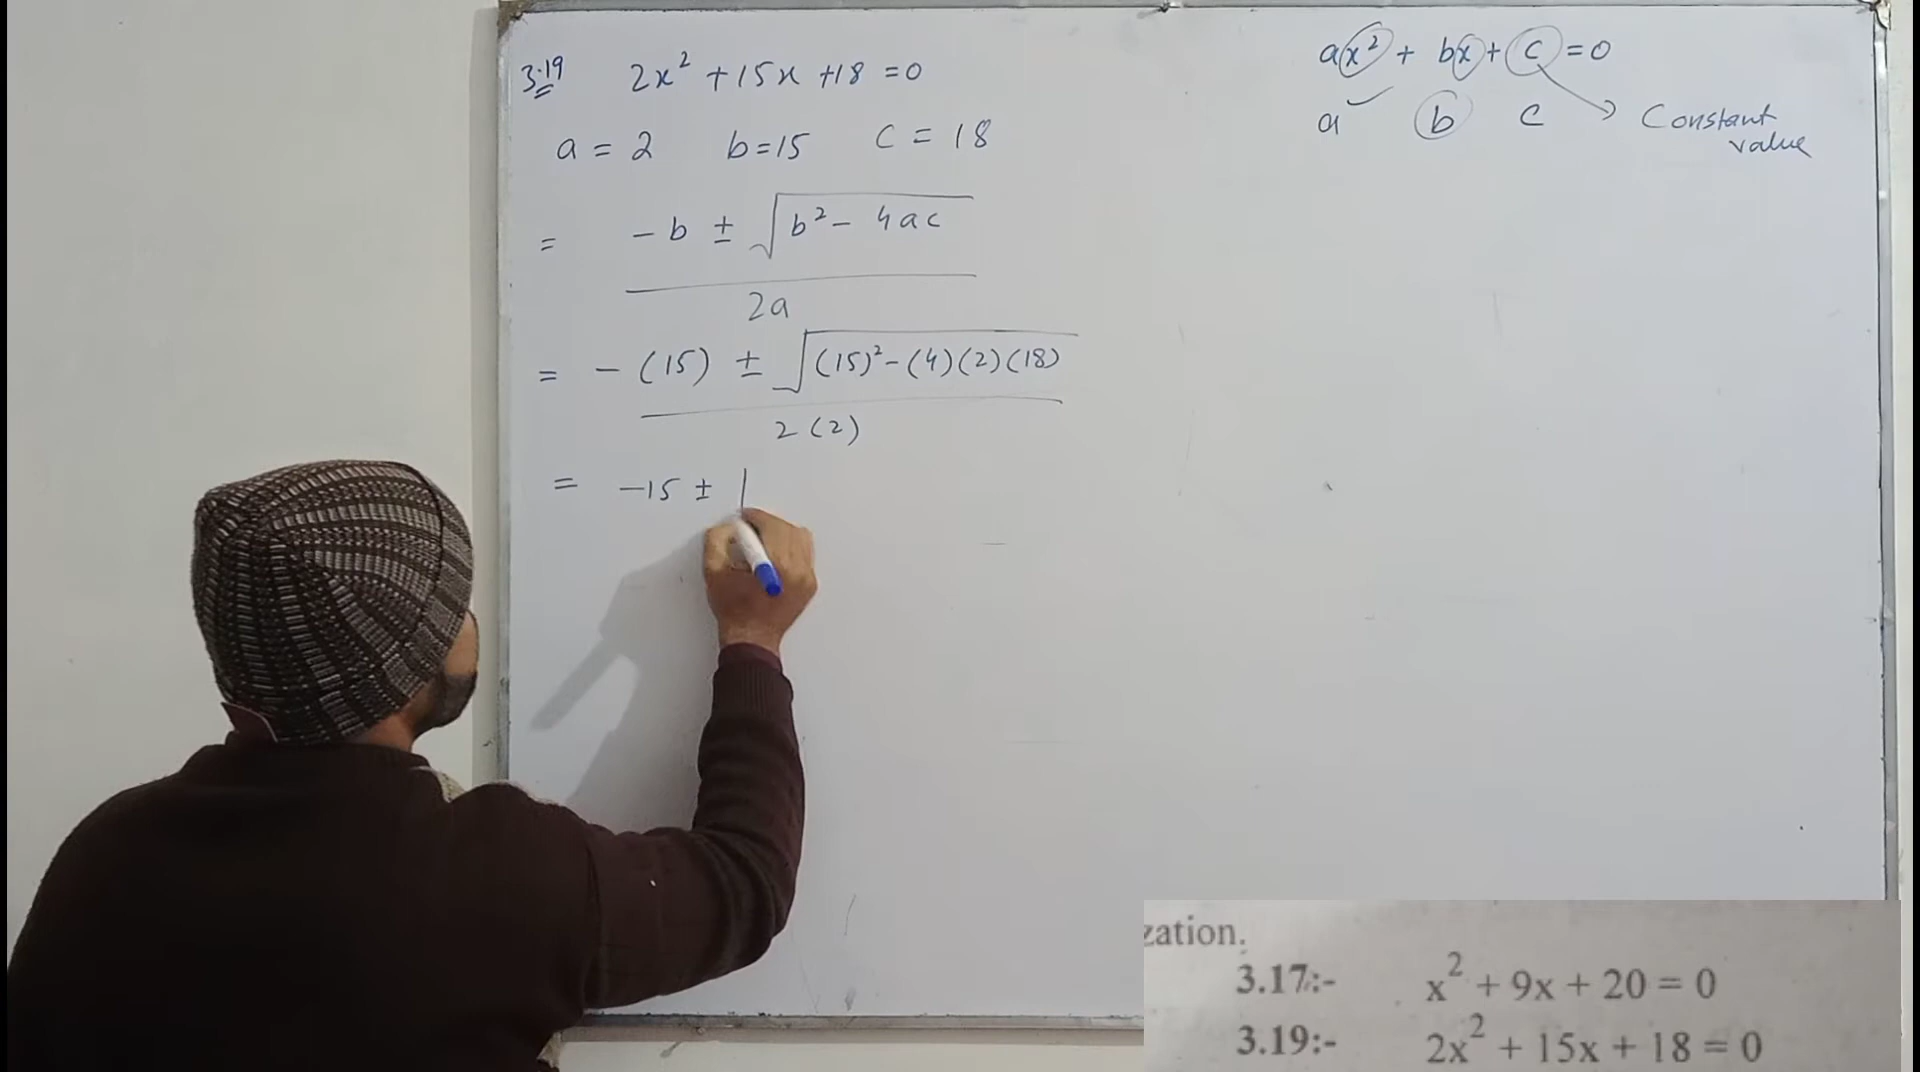 3.19 2x² + 15x + 18 = 0
a = 2 b = 15 c = 18
= -b ± √b² - 4ac
2a
= -(15) ± √(15)² - (4)(2)(18)
2(2)
= -15 ±
ax² + bx + c = 0
a b c → Constant
value
zation.
3.17:- x² + 9x + 20 = 0
3.19:- 2x² + 15x + 18 = 0